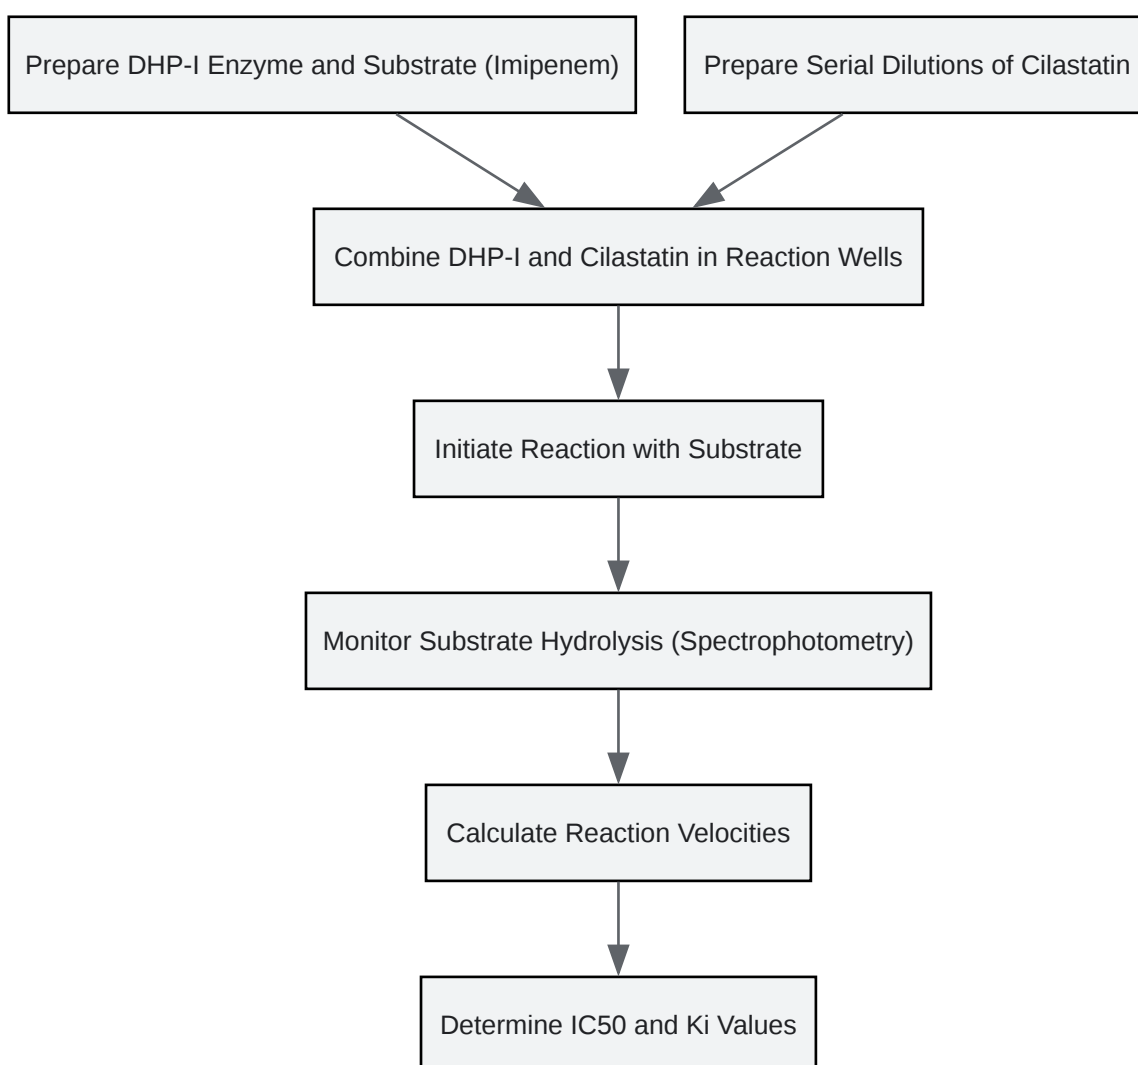 Prepare DHP-I Enzyme and Substrate (Imipenem)
Prepare Serial Dilutions of Cilastatin
Combine DHP-I and Cilastatin in Reaction Wells
Initiate Reaction with Substrate
Monitor Substrate Hydrolysis (Spectrophotometry)
Calculate Reaction Velocities
Determine IC50 and Ki Values